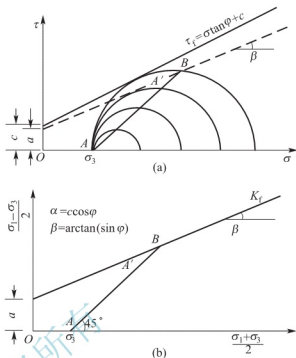 τ
τf=σtanφ+c
B
A'
β
c
a
A
O
σ3
σ
(a)
σ1−σ3
2
α=ccosφ
β=arctan(sinφ)
Kf
β
B
A'
a
A
45°
O
σ3
σ1+σ3
2
(b)